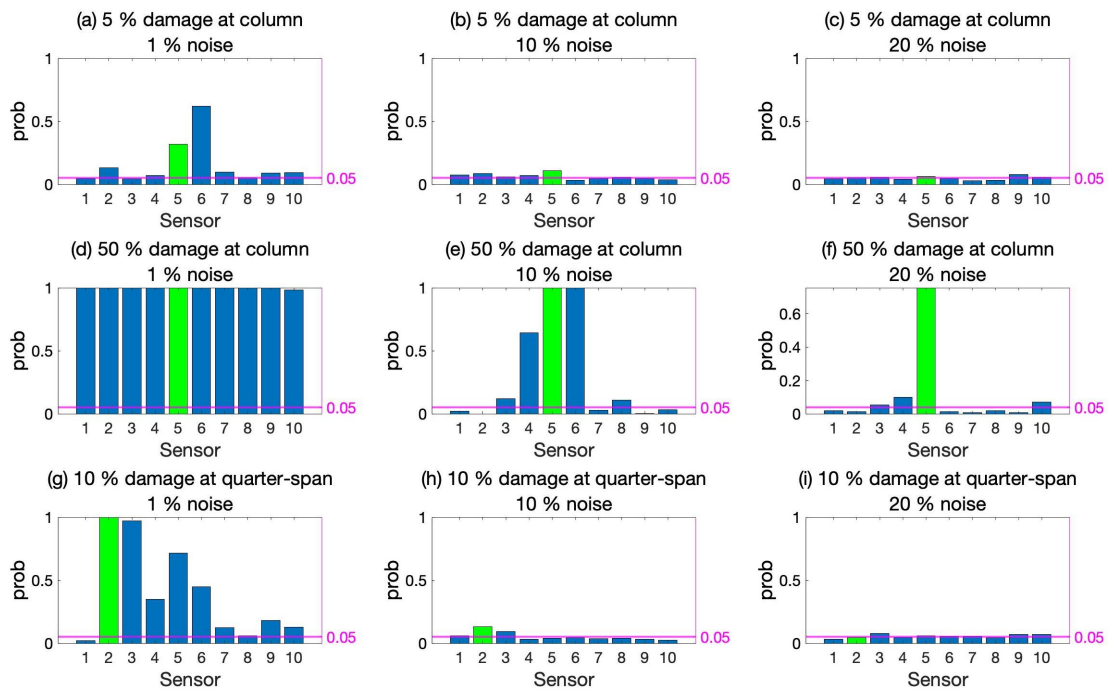 (a) 5 % damage at column
1 % noise
1
0.5
0
prob
0.05
1 2 3 4 5 6 7 8 9 10
Sensor
(b) 5 % damage at column
10 % noise
1
0.5
0
prob
0.05
1 2 3 4 5 6 7 8 9 10
Sensor
(c) 5 % damage at column
20 % noise
1
0.5
0
prob
0.05
1 2 3 4 5 6 7 8 9 10
Sensor
(d) 50 % damage at column
1 % noise
1
0.5
0
prob
0.05
1 2 3 4 5 6 7 8 9 10
Sensor
(e) 50 % damage at column
10 % noise
1
0.5
0
prob
0.05
1 2 3 4 5 6 7 8 9 10
Sensor
(f) 50 % damage at column
20 % noise
0.6
0.4
0.2
0
prob
0.05
1 2 3 4 5 6 7 8 9 10
Sensor
(g) 10 % damage at quarter-span
1 % noise
1
0.5
0
prob
0.05
1 2 3 4 5 6 7 8 9 10
Sensor
(h) 10 % damage at quarter-span
10 % noise
1
0.5
0
prob
0.05
1 2 3 4 5 6 7 8 9 10
Sensor
(i) 10 % damage at quarter-span
20 % noise
1
0.5
0
prob
0.05
1 2 3 4 5 6 7 8 9 10
Sensor